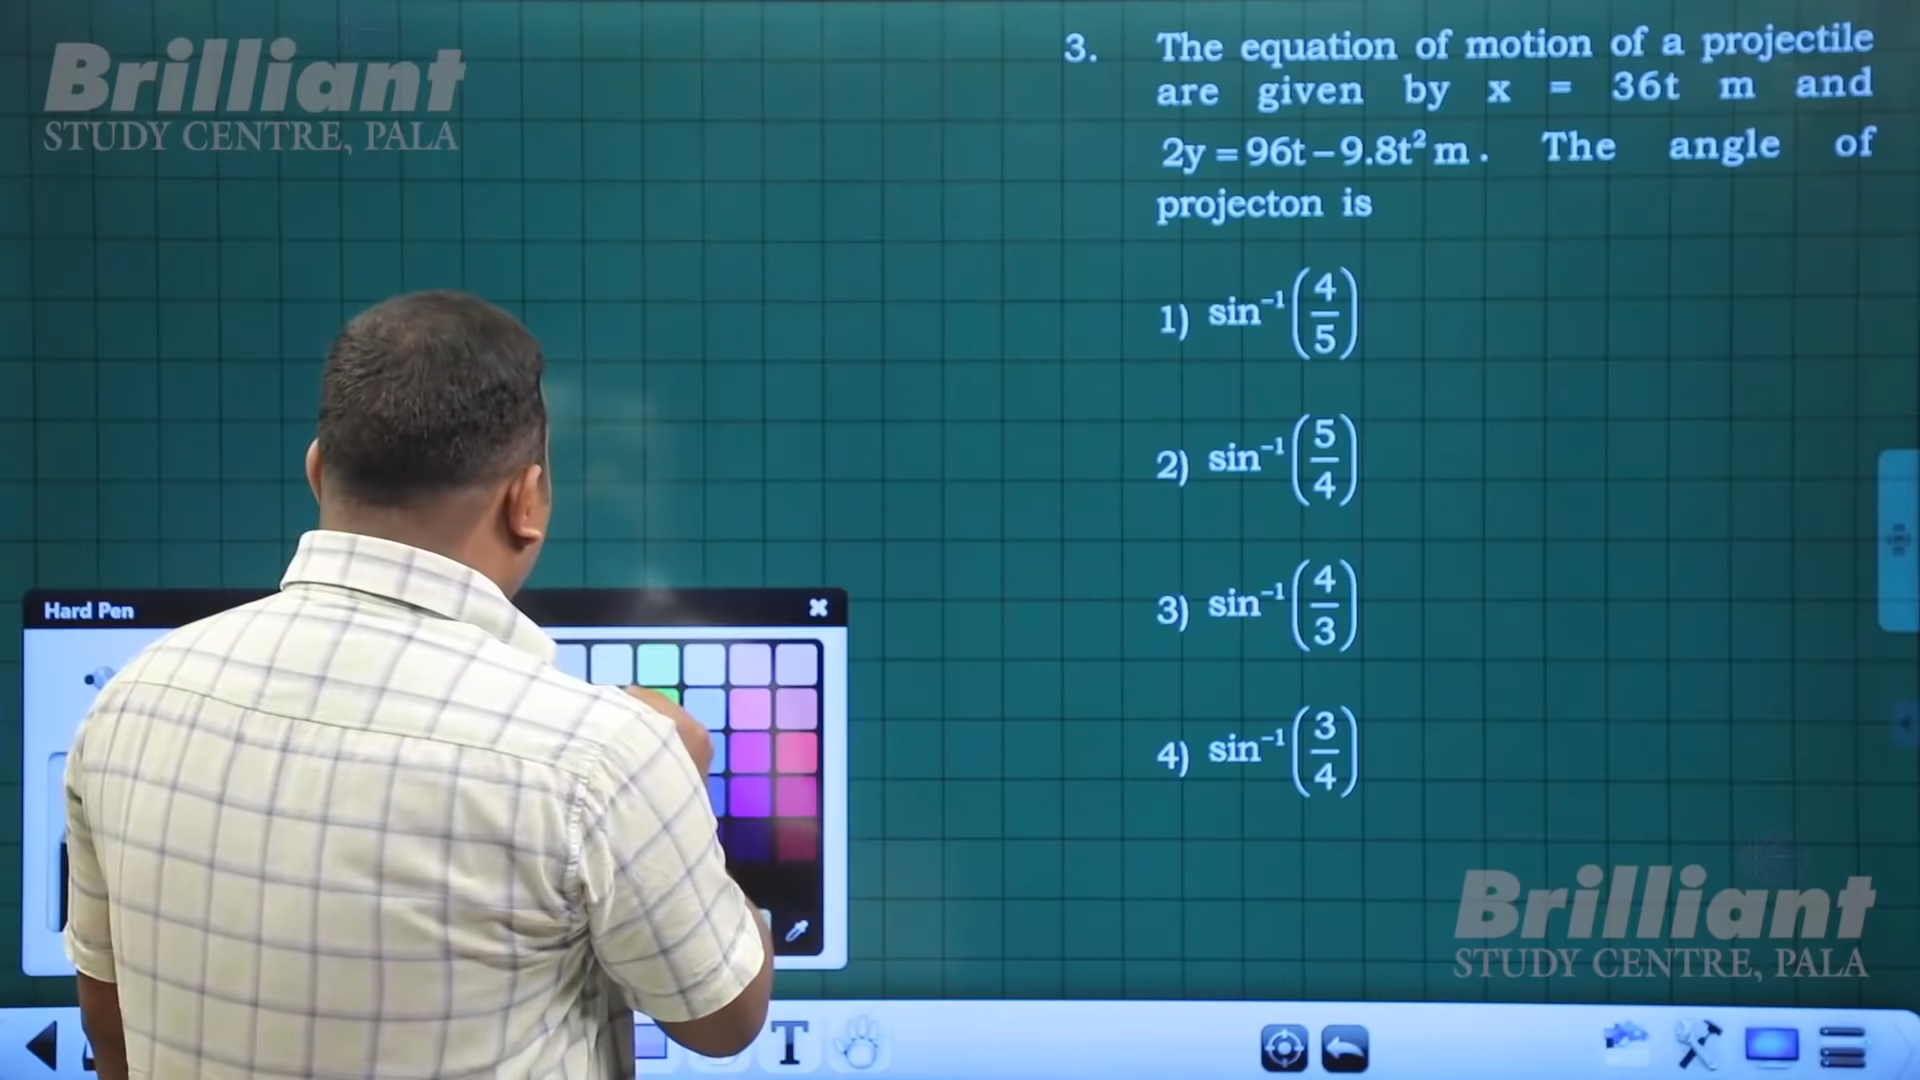 Brilliant
STUDY CENTRE, PALA
3. The equation of motion of a projectile
are given by x = 36t m and
2y = 96t – 9.8t² m. The angle of
projecton is
1) sin⁻¹(4/5)
2) sin⁻¹(5/4)
3) sin⁻¹(4/3)
4) sin⁻¹(3/4)
Hard Pen
Brilliant
STUDY CENTRE, PALA
T